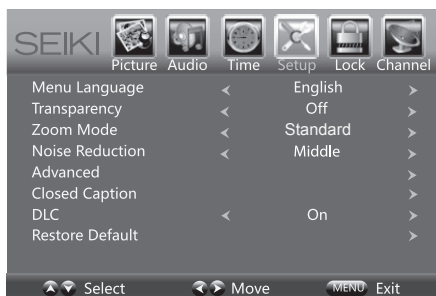 SEIKI
Picture Audio Time Setup Lock Channel
Menu Language English
Transparency Off
Zoom Mode Standard
Noise Reduction Middle
Advanced
Closed Caption
DLC On
Restore Default
Select Move MENU Exit